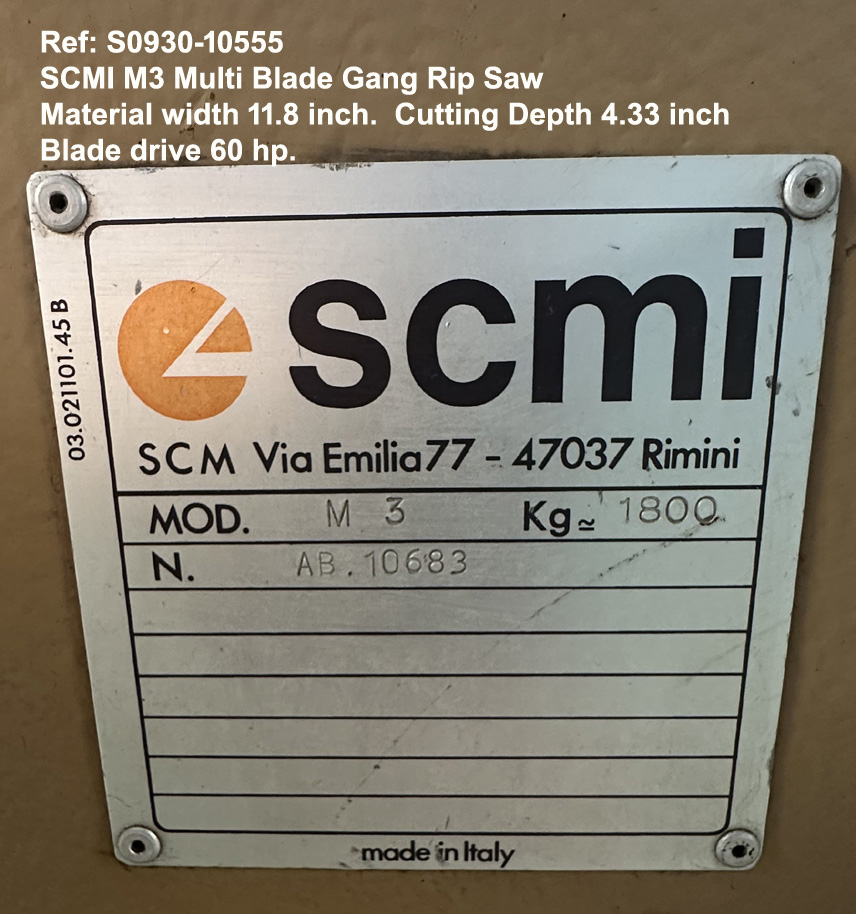 Ref: S0930-10555
SCMI M3 Multi Blade Gang Rip Saw
Material width 11.8 inch.  Cutting Depth 4.33 inch
Blade drive 60 hp.
03.021101.45 B
scmi
SCM Via Emilia 77 - 47037 Rimini
MOD. M 3 Kg≃ 1800
N. AB.10683
made in Italy